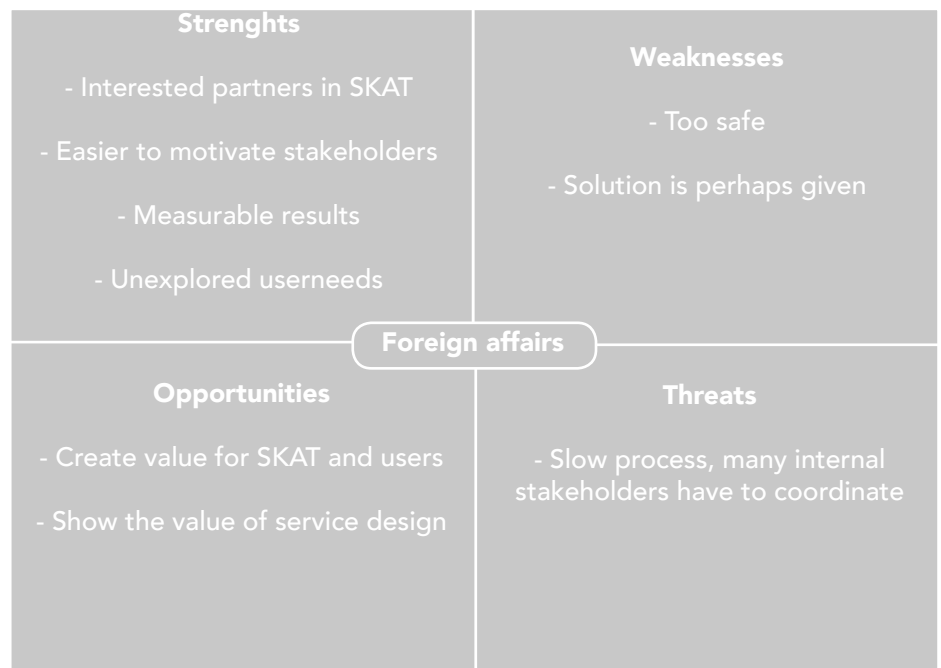 Strenghts
- Interested partners in SKAT
- Easier to motivate stakeholders
- Measurable results
- Unexplored userneeds
Weaknesses
- Too safe
- Solution is perhaps given
Foreign affairs
Opportunities
- Create value for SKAT and users
- Show the value of service design
Threats
- Slow process, many internal
stakeholders have to coordinate